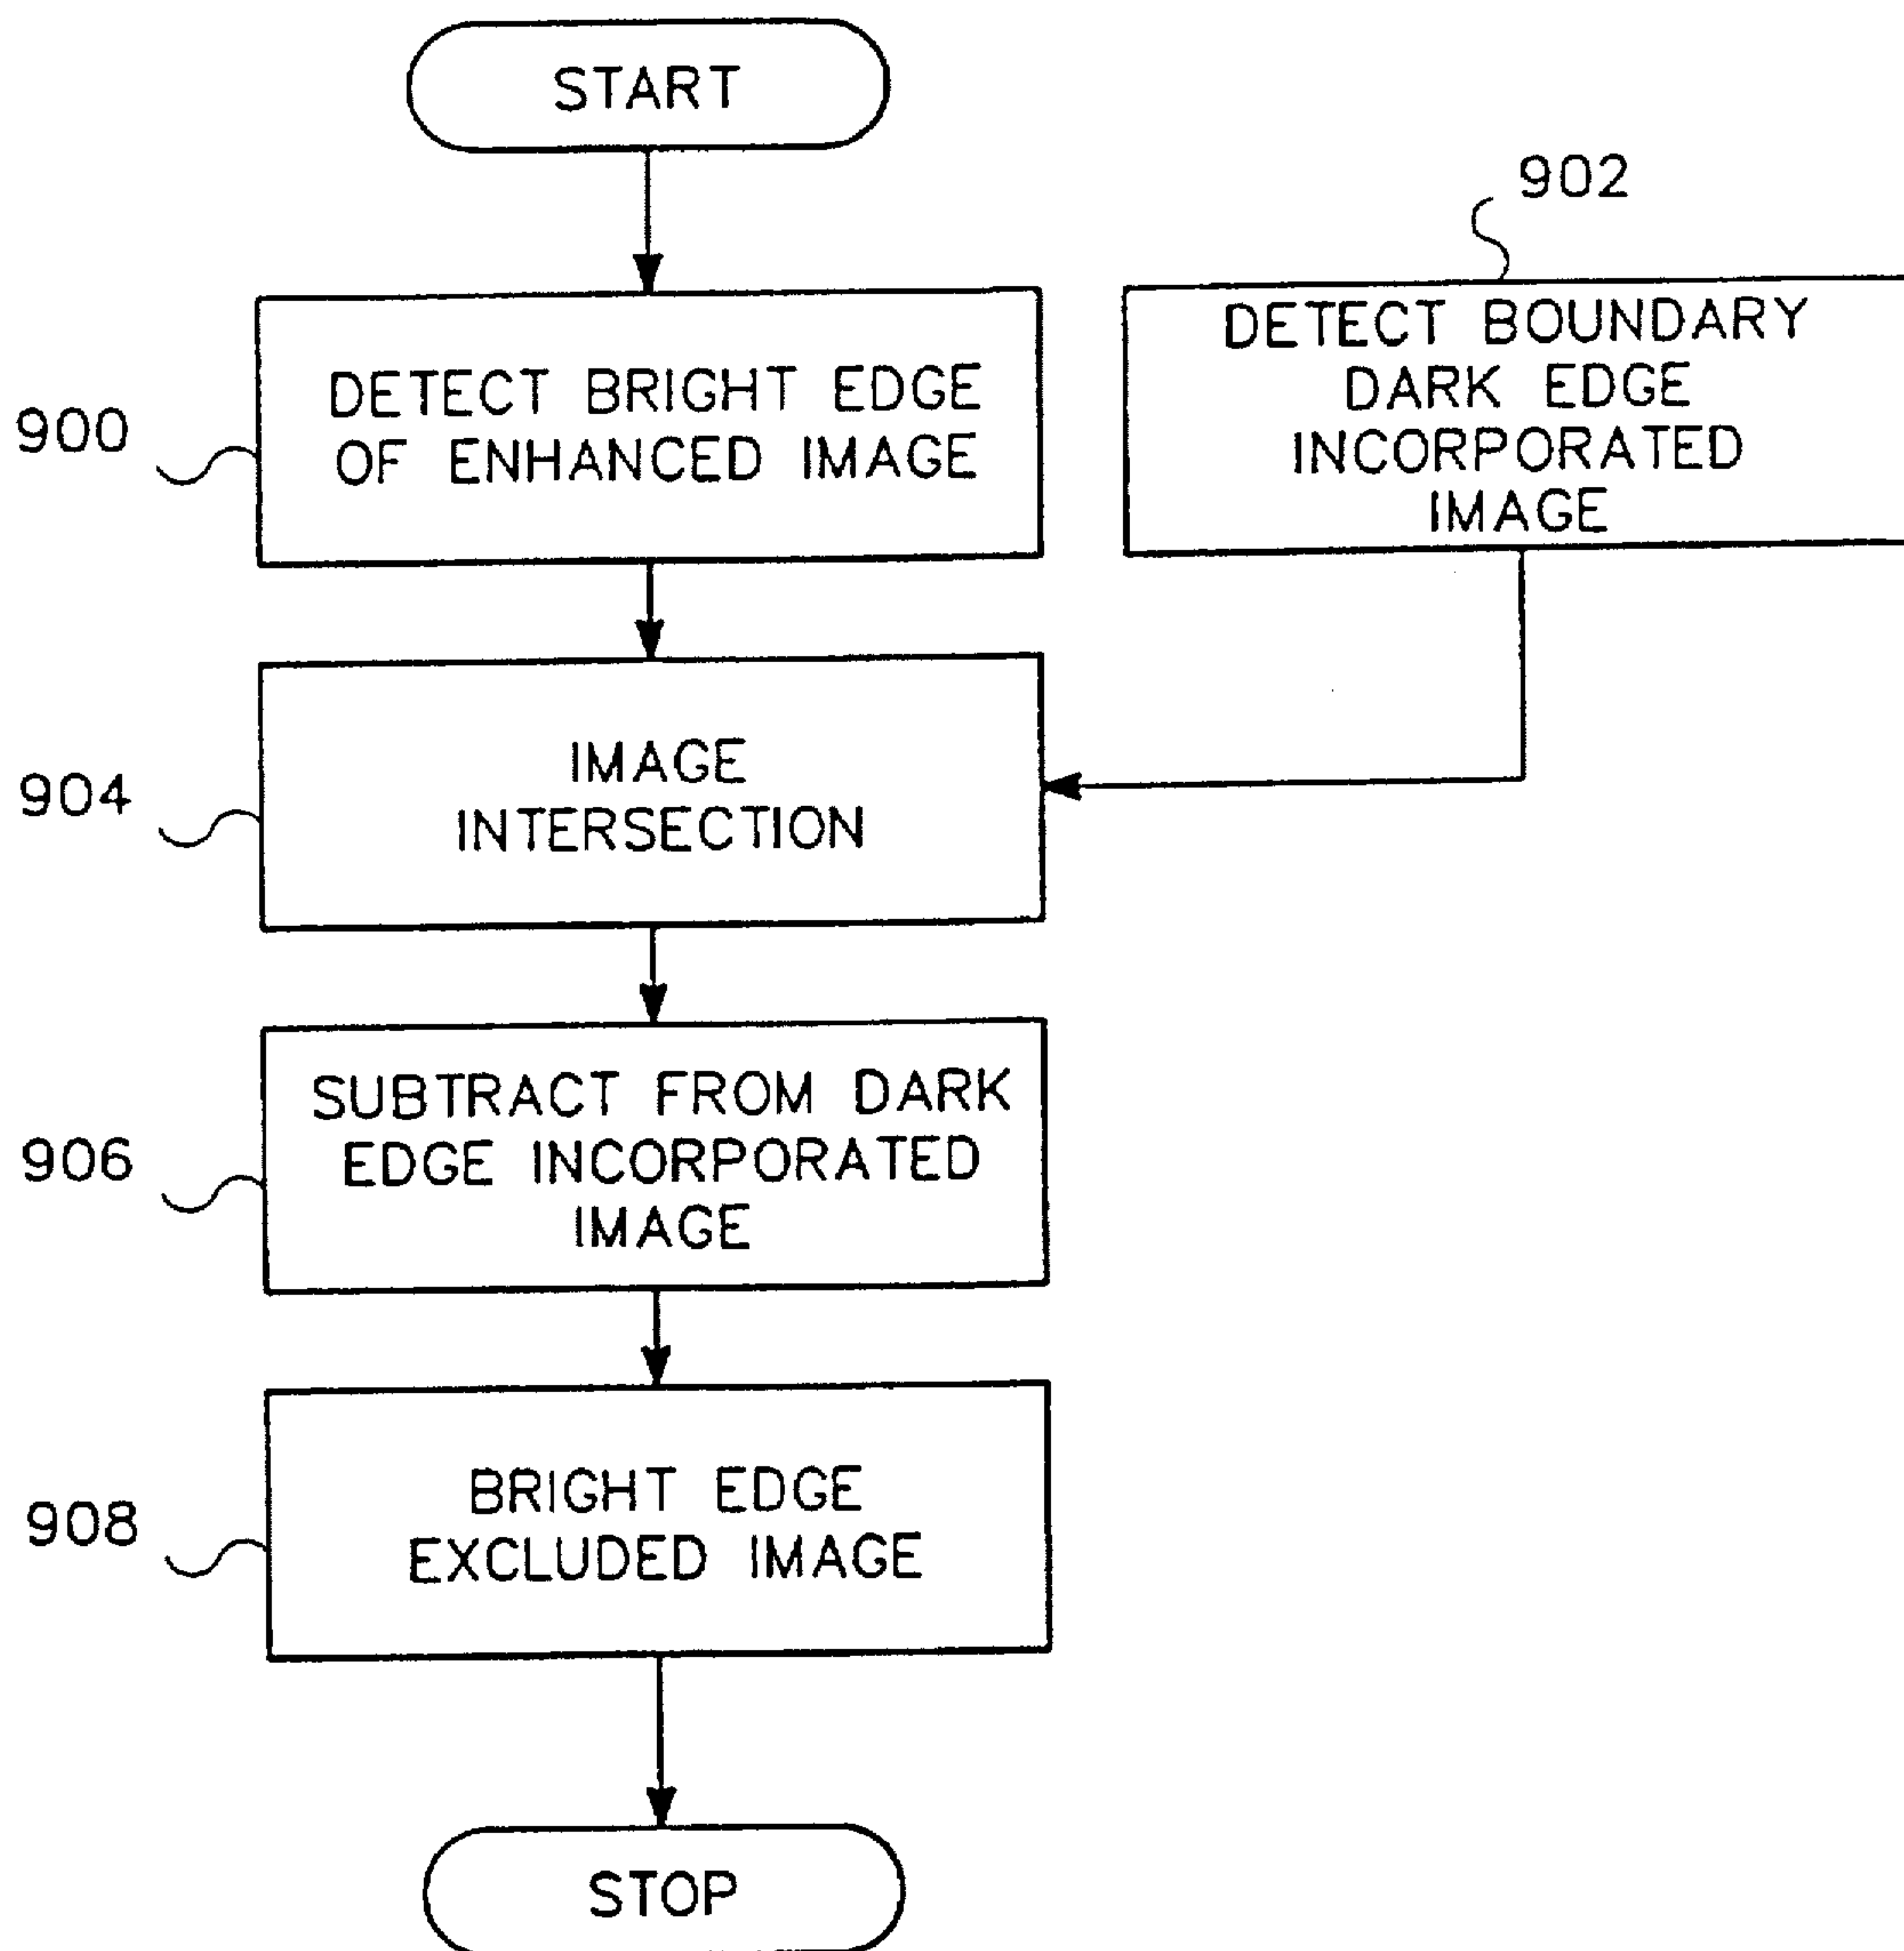 START
902
DETECT BOUNDARY
DARK EDGE
INCORPORATED
IMAGE
900
DETECT BRIGHT EDGE
OF ENHANCED IMAGE
904
IMAGE
INTERSECTION
906
SUBTRACT FROM DARK
EDGE INCORPORATED
IMAGE
908
BRIGHT EDGE
EXCLUDED IMAGE
STOP